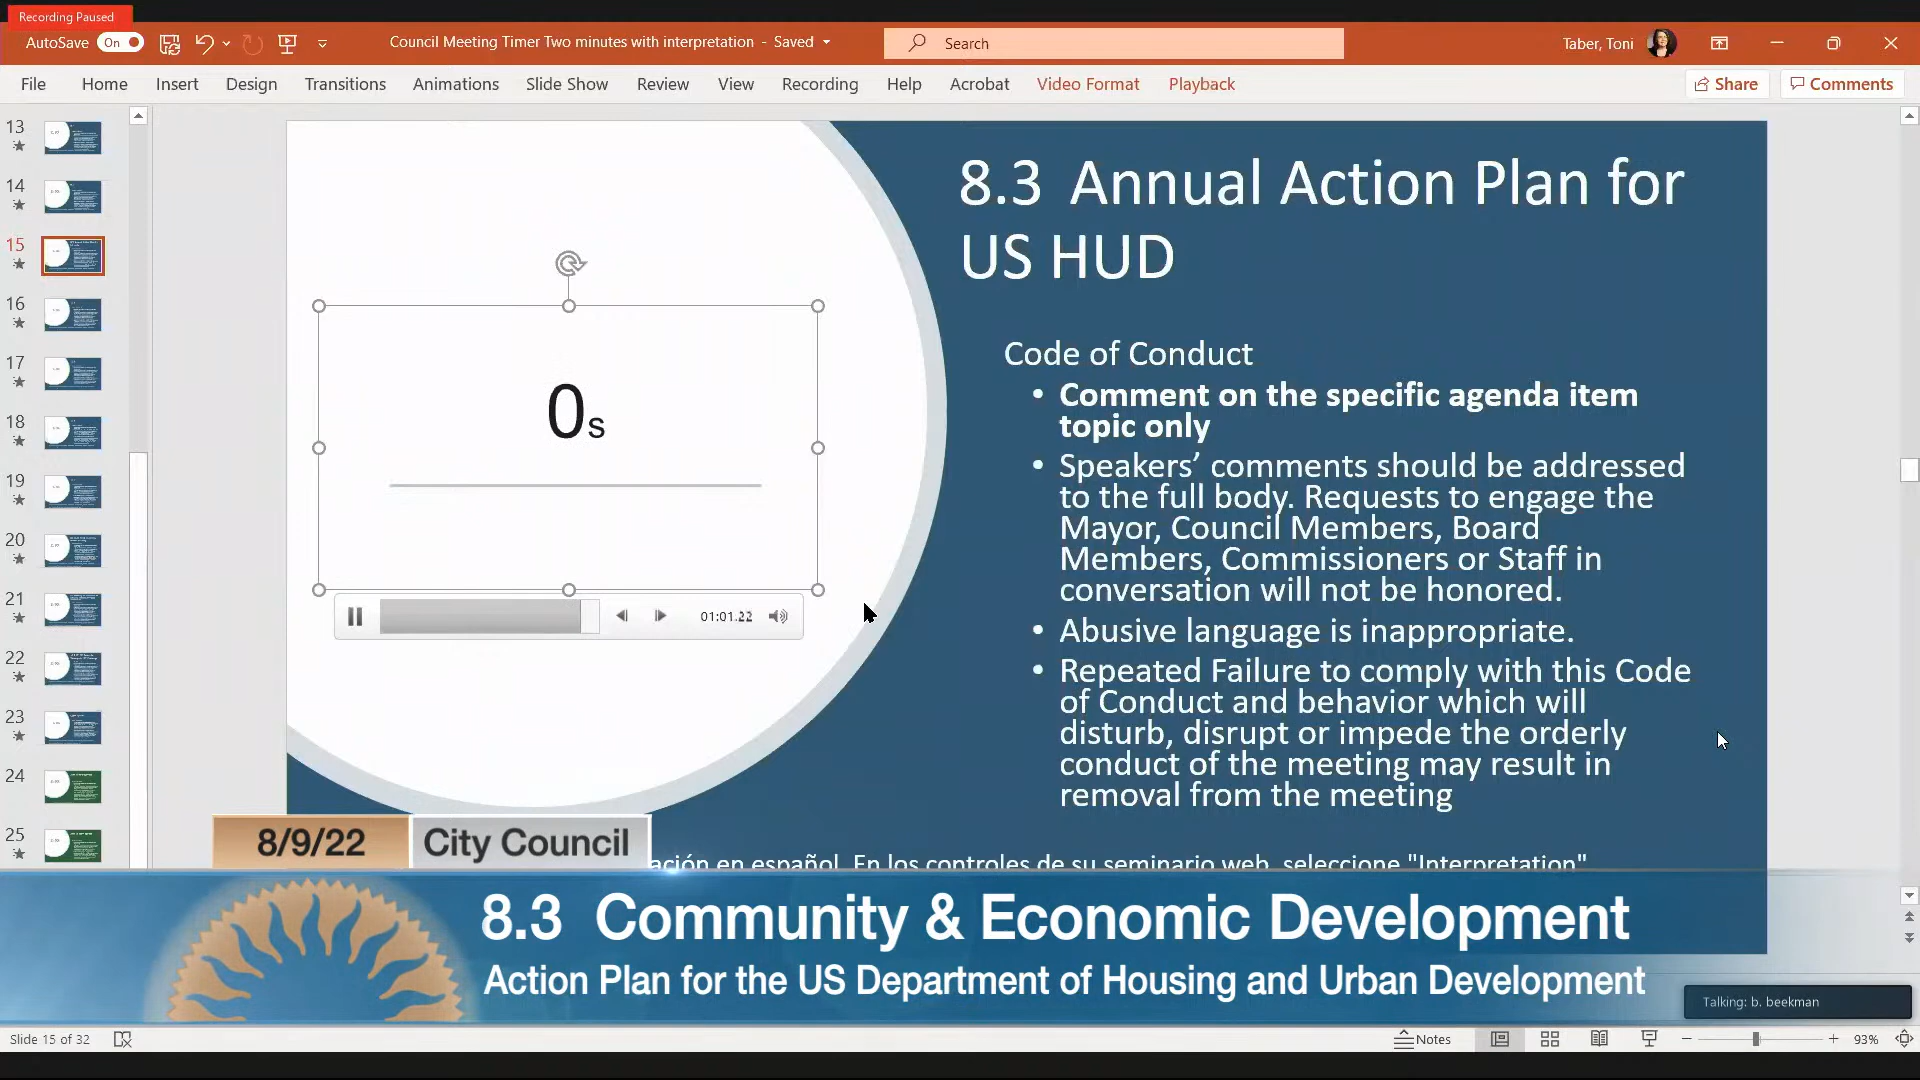 Recording Paused
AutoSave On
Council Meeting Timer Two minutes with interpretation - Saved
Search
Taber, Toni
File Home Insert Design Transitions Animations Slide Show Review View Recording Help Acrobat Video Format Playback
Share
Comments
13
14
15
16
17
18
19
20
21
22
23
24
25
8.3 Annual Action Plan for
US HUD
0s
01:01.22
Code of Conduct
• Comment on the specific agenda item
topic only
• Speakers’ comments should be addressed
to the full body. Requests to engage the
Mayor, Council Members, Board
Members, Commissioners or Staff in
conversation will not be honored.
• Abusive language is inappropriate.
• Repeated Failure to comply with this Code
of Conduct and behavior which will
disturb, disrupt or impede the orderly
conduct of the meeting may result in
removal from the meeting
en español. En los controles de su seminario web, seleccione "Interpretation"
8/9/22 City Council
8.3 Community & Economic Development
Action Plan for the US Department of Housing and Urban Development
Talking: b. beekman
Slide 15 of 32
Notes
93%